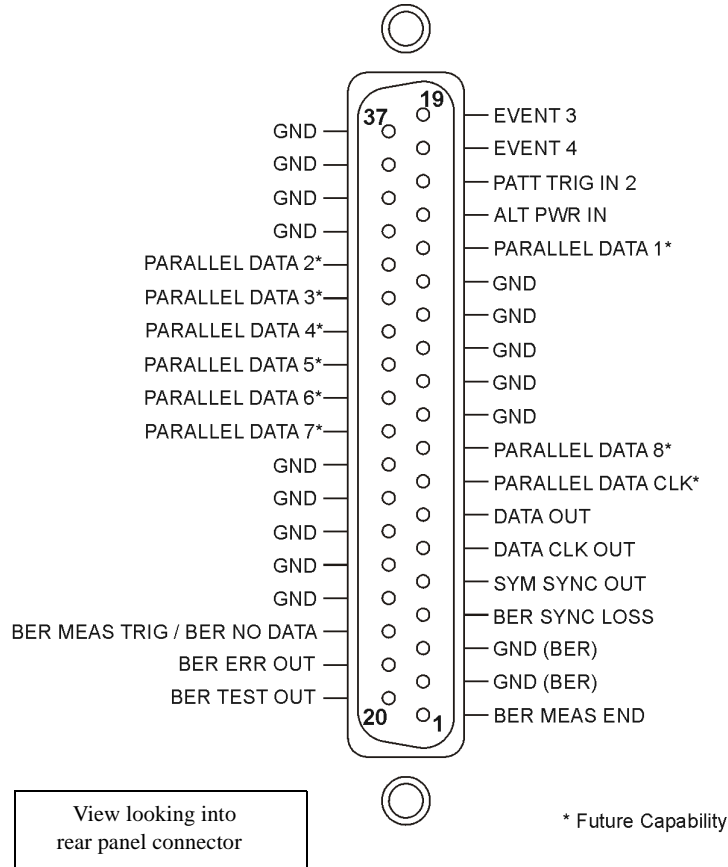 19
37
EVENT 3
GND
EVENT 4
GND
PATT TRIG IN 2
GND
ALT PWR IN
GND
PARALLEL DATA 1*
PARALLEL DATA 2*
GND
PARALLEL DATA 3*
GND
PARALLEL DATA 4*
GND
PARALLEL DATA 5*
GND
PARALLEL DATA 6*
GND
PARALLEL DATA 7*
PARALLEL DATA 8*
GND
PARALLEL DATA CLK*
GND
DATA OUT
GND
DATA CLK OUT
GND
SYM SYNC OUT
GND
BER SYNC LOSS
BER MEAS TRIG / BER NO DATA
GND (BER)
BER ERR OUT
GND (BER)
BER TEST OUT
BER MEAS END
20
1
View looking into
rear panel connector
* Future Capability